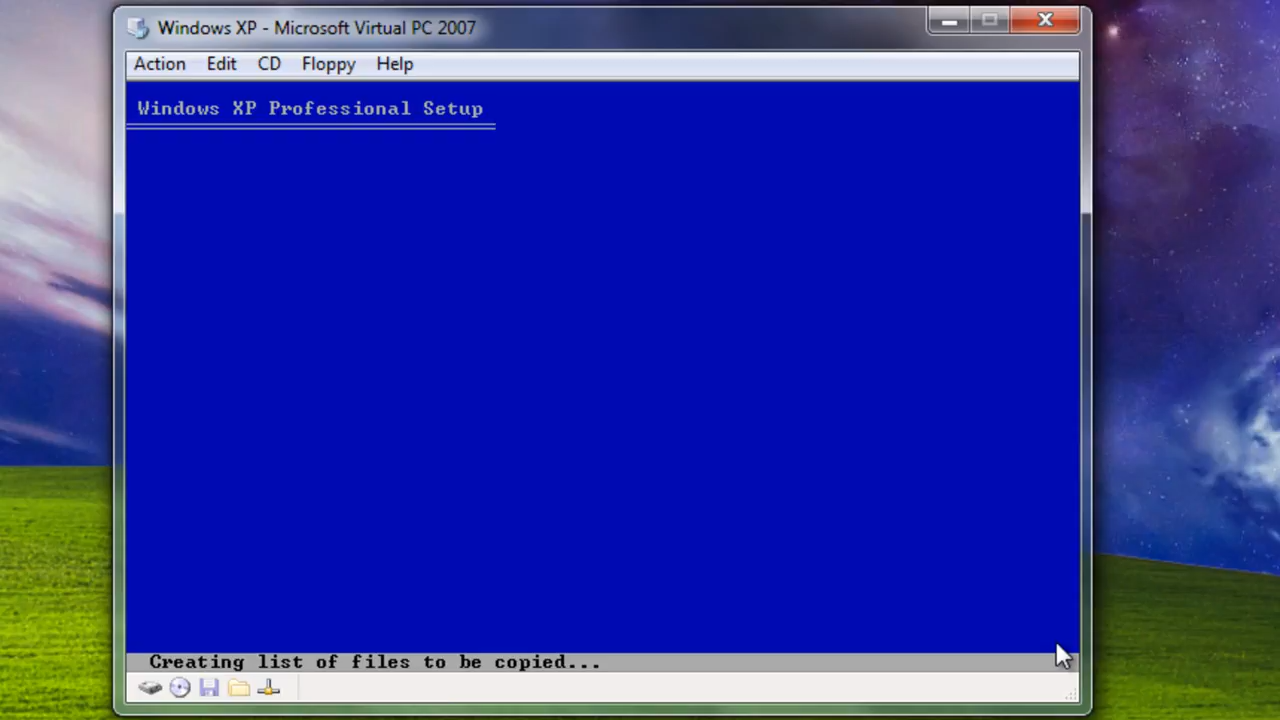 Windows XP - Microsoft Virtual PC 2007
Action Edit CD Floppy Help
Windows XP Professional Setup
Creating list of files to be copied...